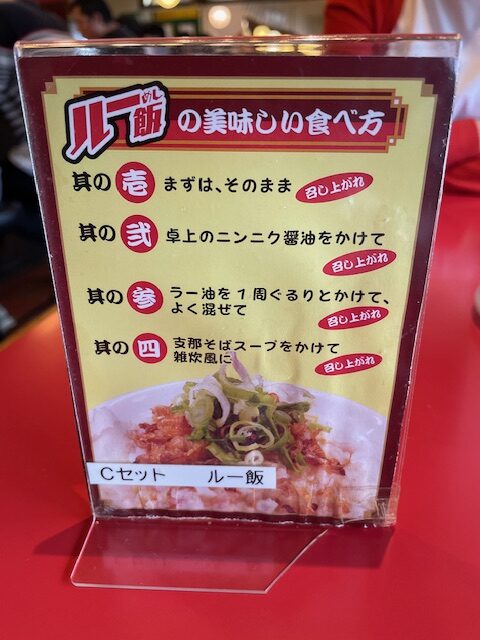 ルー飯めしの美味しい食べ方
其の壱 まずは、そのまま 召し上がれ
其の弐 卓上のニンニク醤油をかけて
召し上がれ
其の参 ラー油を1周ぐるりとかけて、
よく混ぜて 召し上がれ
其の四 支那そばスープをかけて
雑炊風に 召し上がれ
Cセット ルー飯